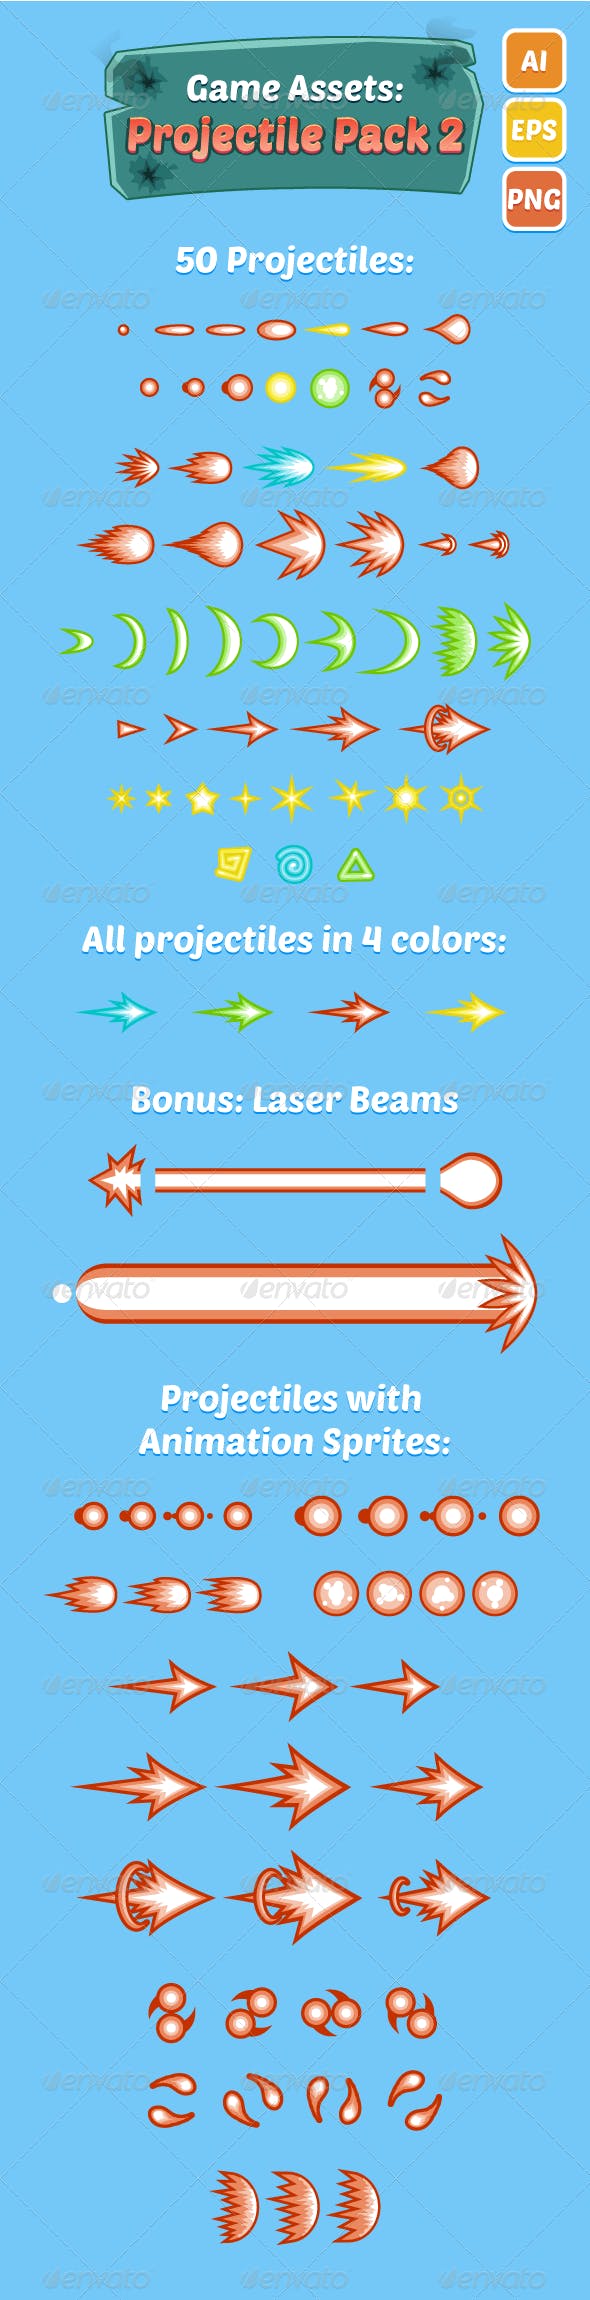 Game Assets:
Projectile Pack 2
AI
EPS
PNG
50 Projectiles:
All projectiles in 4 colors:
Bonus: Laser Beams
Projectiles with
Animation Sprites:
envato